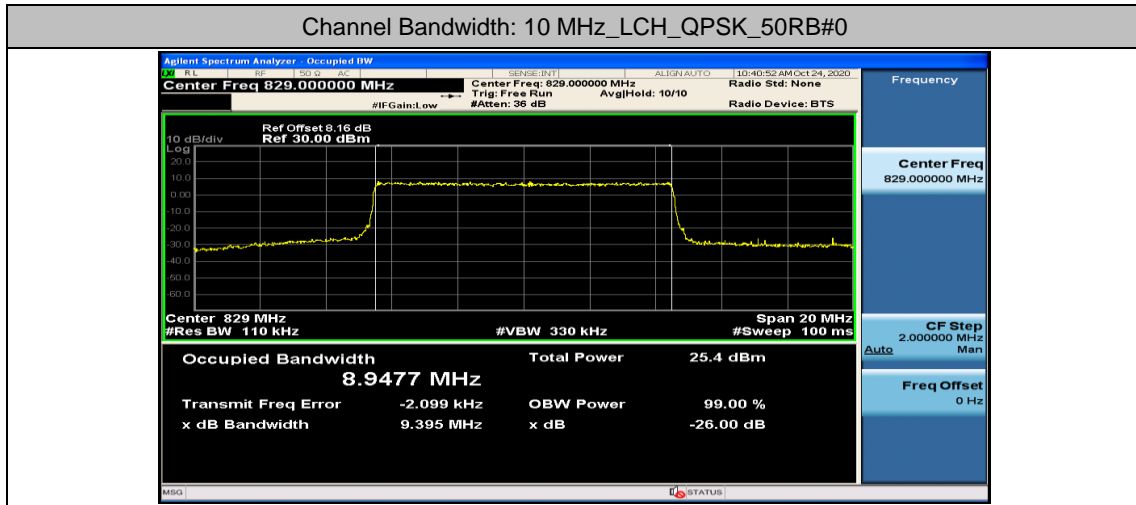 Channel Bandwidth: 10 MHz_LCH_QPSK_50RB#0
Agilent Spectrum Analyzer - Occupied BW
LXI RL RF 50 Ω AC SENSE:INT ALIGN AUTO 10:40:52 AM Oct 24, 2020
Center Freq 829.000000 MHz Center Freq: 829.000000 MHz Radio Std: None
Trig: Free Run Avg|Hold: 10/10
#IFGain:Low #Atten: 36 dB Radio Device: BTS
Ref Offset 8.16 dB
10 dB/div Ref 30.00 dBm
Log
20.0
10.0
0.00
-10.0
-20.0
-30.0
-40.0
-50.0
-60.0
Center 829 MHz Span 20 MHz
#Res BW 110 kHz #VBW 330 kHz #Sweep 100 ms
Occupied Bandwidth Total Power 25.4 dBm
8.9477 MHz
Transmit Freq Error -2.099 kHz OBW Power 99.00 %
x dB Bandwidth 9.395 MHz x dB -26.00 dB
MSG STATUS
Frequency
Center Freq
829.000000 MHz
CF Step
2.000000 MHz
Auto Man
Freq Offset
0 Hz